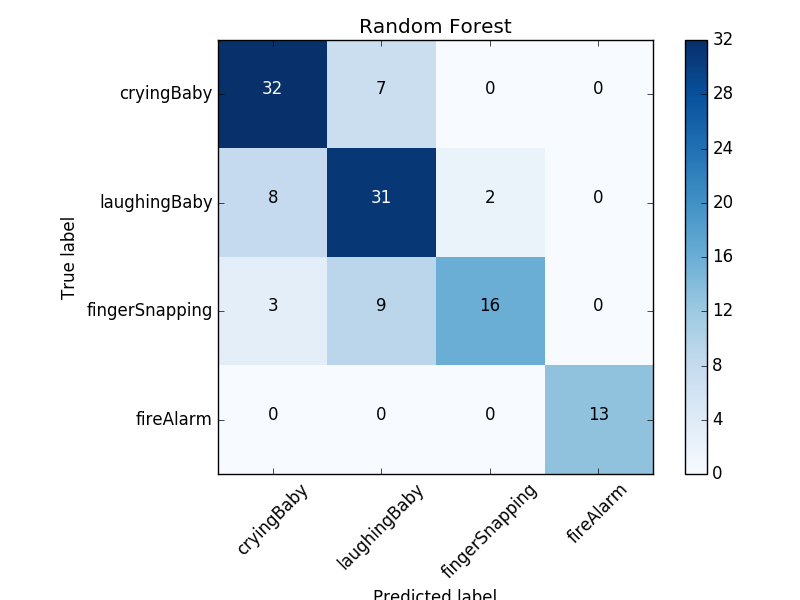 Random Forest
True label
cryingBaby 32 7 0 0
laughingBaby 8 31 2 0
fingerSnapping 3 9 16 0
fireAlarm 0 0 0 13
cryingBaby laughingBaby fingerSnapping fireAlarm
Predicted label
32
28
24
20
16
12
8
4
0